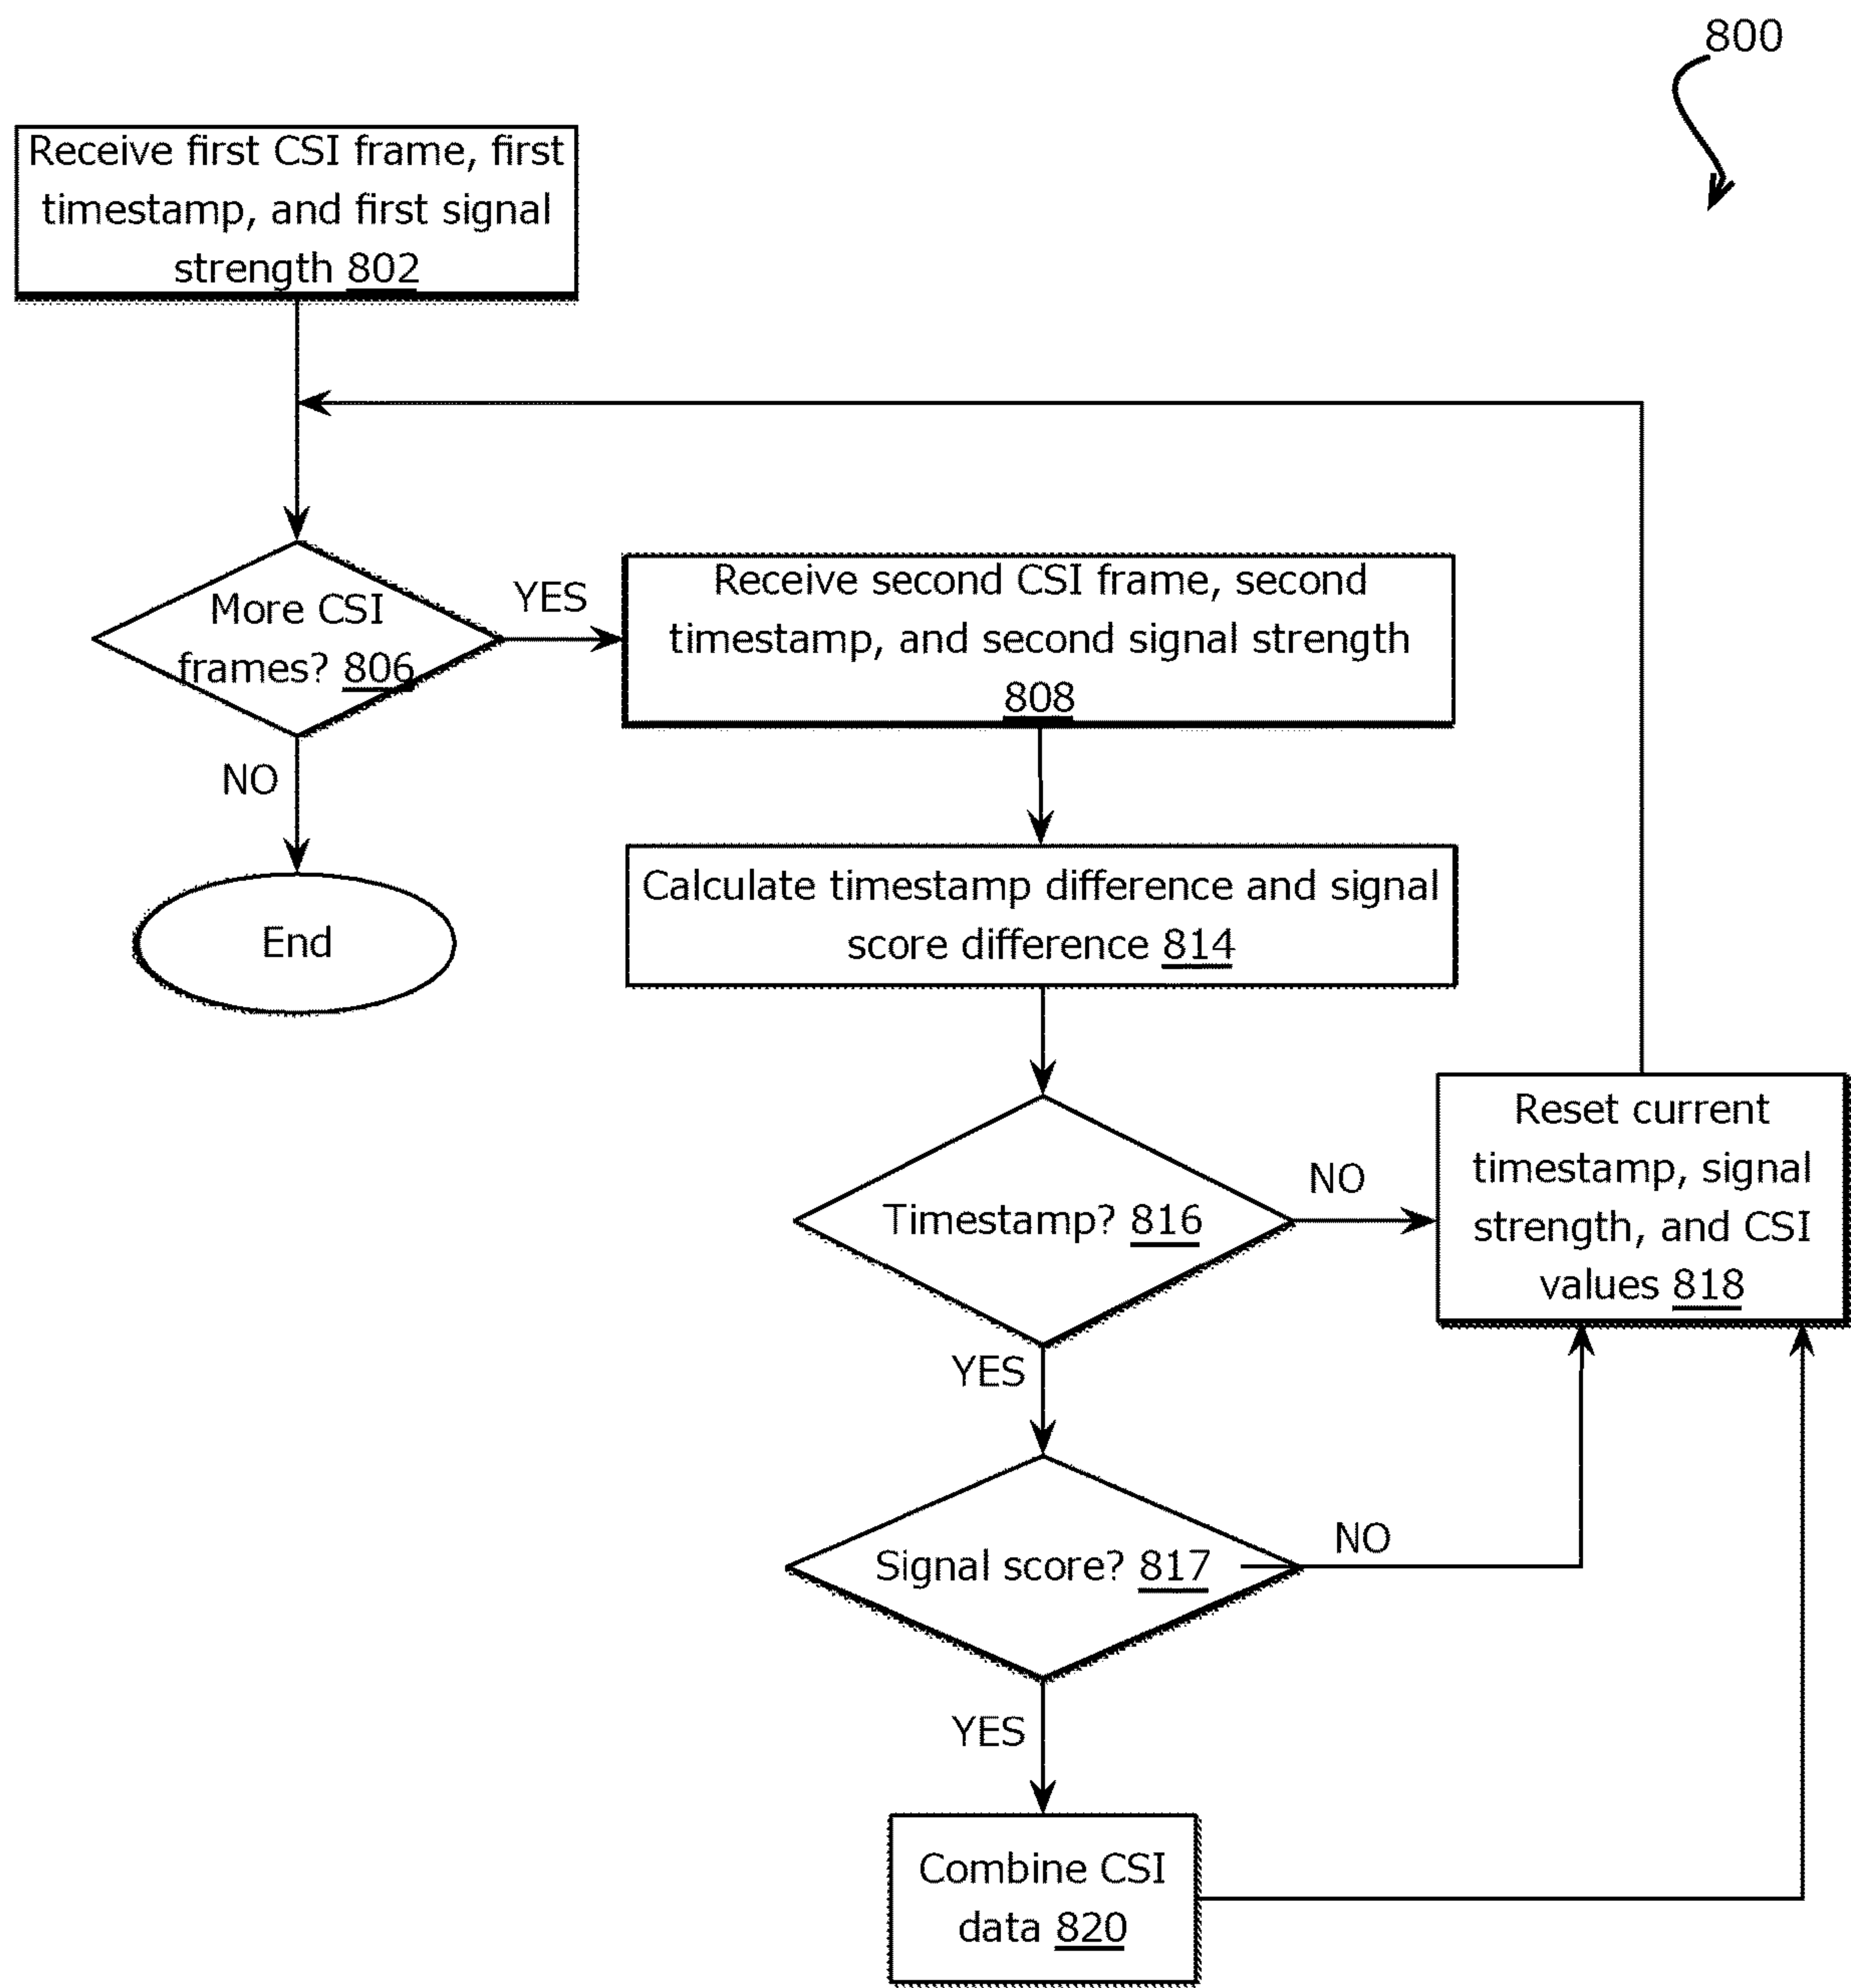 800
Receive first CSI frame, first
timestamp, and first signal
strength 802
More CSI
frames? 806
YES
Receive second CSI frame, second
timestamp, and second signal strength
808
NO
End
Calculate timestamp difference and signal
score difference 814
Timestamp? 816
NO
Reset current
timestamp, signal
strength, and CSI
values 818
YES
Signal score? 817
NO
YES
Combine CSI
data 820